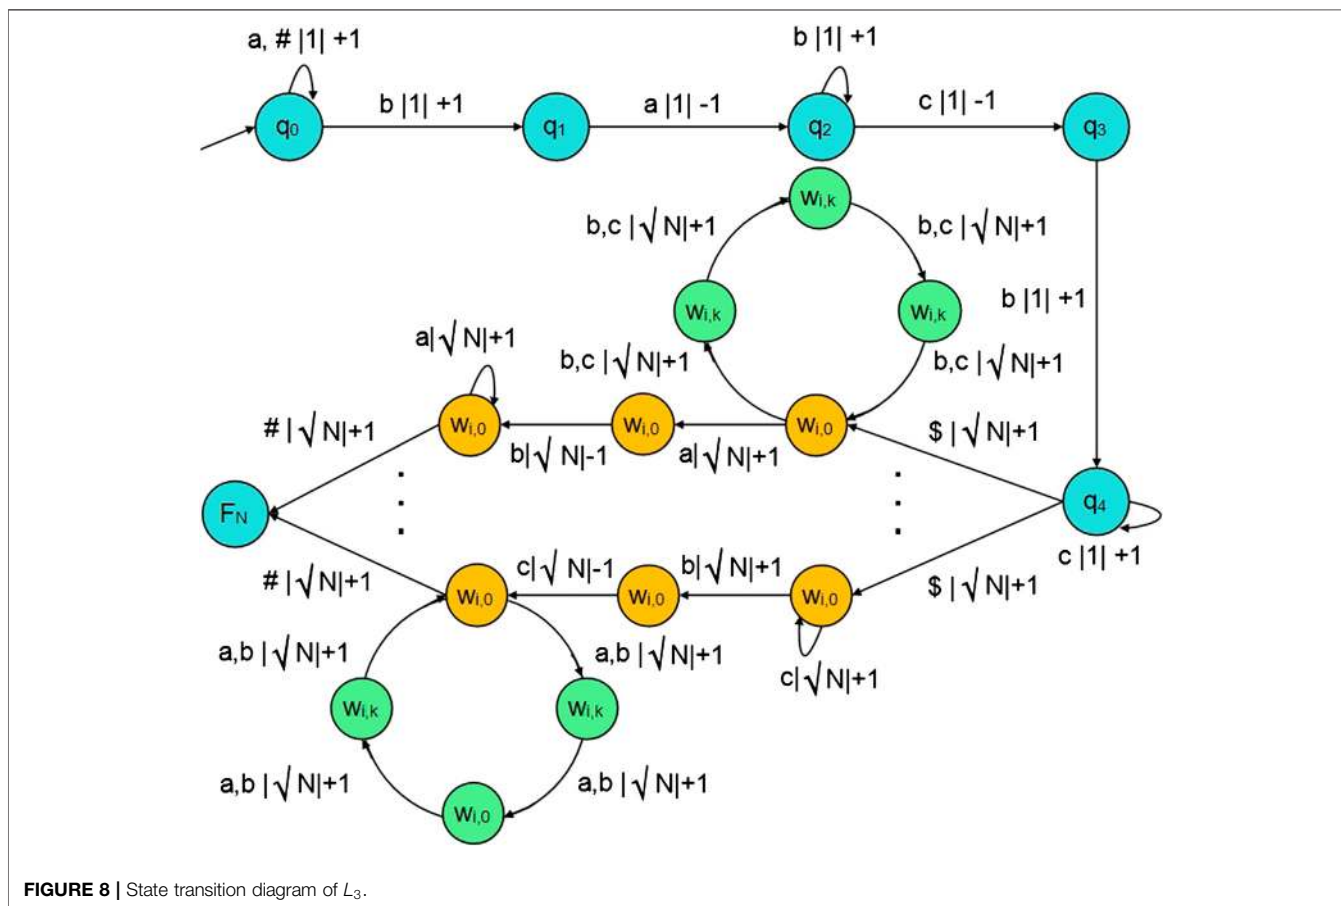 a, # |1| +1
b |1| +1
b |1| +1
a |1| -1
c |1| -1
q0
q1
q2
q3
wi,k
b,c |√N|+1
b,c |√N|+1
wi,k
wi,k
b |1| +1
a|√N|+1
b,c |√N|+1
b,c |√N|+1
wi,0
wi,0
wi,0
# |√N|+1
b|√N|-1
a|√N|+1
$ |√N|+1
FN
q4
c |1| +1
# |√N|+1
c|√N|-1
b|√N|+1
$ |√N|+1
wi,0
wi,0
wi,0
a,b |√N|+1
a,b |√N|+1
c|√N|+1
wi,k
wi,k
a,b |√N|+1
a,b |√N|+1
wi,0
FIGURE 8 | State transition diagram of L3.